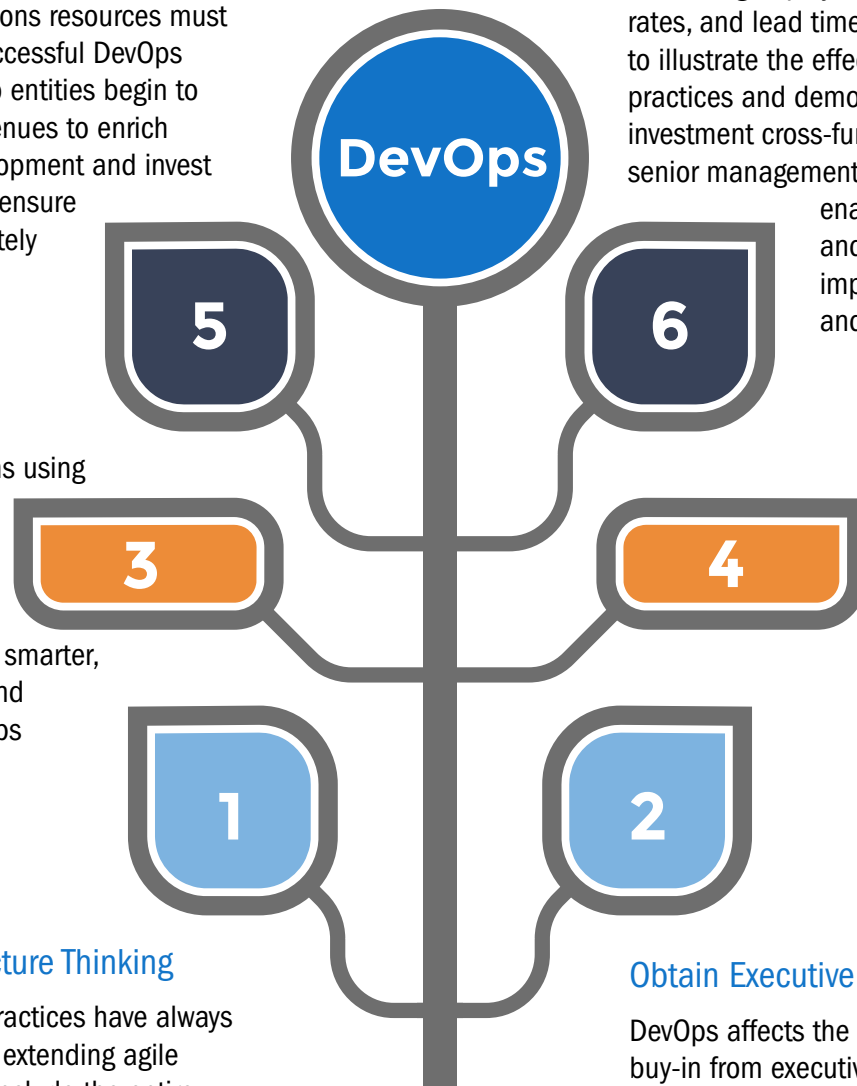 ons resources must
ccessful DevOps
entities begin to
enues to enrich
opment and invest
ensure
tely
rates, and lead time
to illustrate the effec
practices and demo
investment cross-fu
senior management
ena
and
imp
and
DevOps
5
6
ns using
3
4
smarter,
nd
ps
1
2
cture Thinking
ractices have always
extending agile
Obtain Executive
DevOps affects the
buy-in from executiv